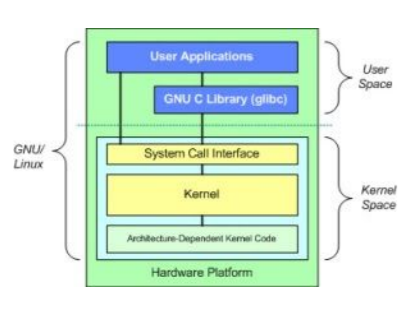 User Applications
GNU C Library (glibc)
User
Space
GNU/
Linux
System Call Interface
Kernel
Architecture-Dependent Kernel Code
Kernel
Space
Hardware Platform